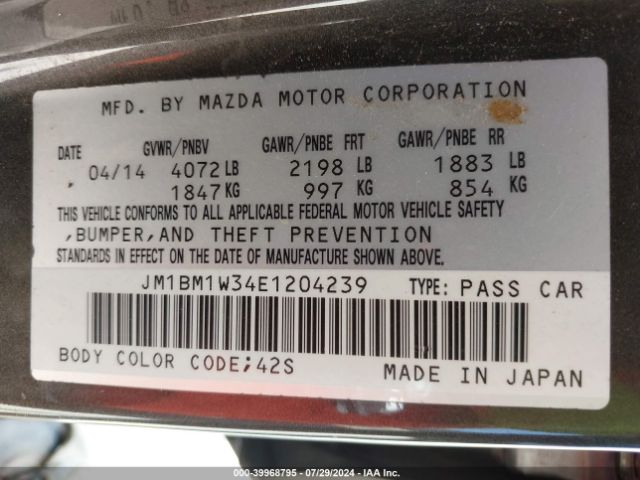 MFD. BY MAZDA MOTOR CORPORATION
DATE GVWR/PNBV GAWR/PNBE FRT GAWR/PNBE RR
04/14 4072 LB 2198 LB 1883 LB
1847 KG 997 KG 854 KG
THIS VEHICLE CONFORMS TO ALL APPLICABLE FEDERAL MOTOR VEHICLE SAFETY
,BUMPER,AND THEFT PREVENTION
STANDARDS IN EFFECT ON THE DATE OF MANUFACTURE SHOWN ABOVE.
JM1BM1W34E1204239 TYPE: PASS CAR
BODY COLOR CODE;42S MADE IN JAPAN
000-39968795 - 07/29/2024 - IAA Inc.